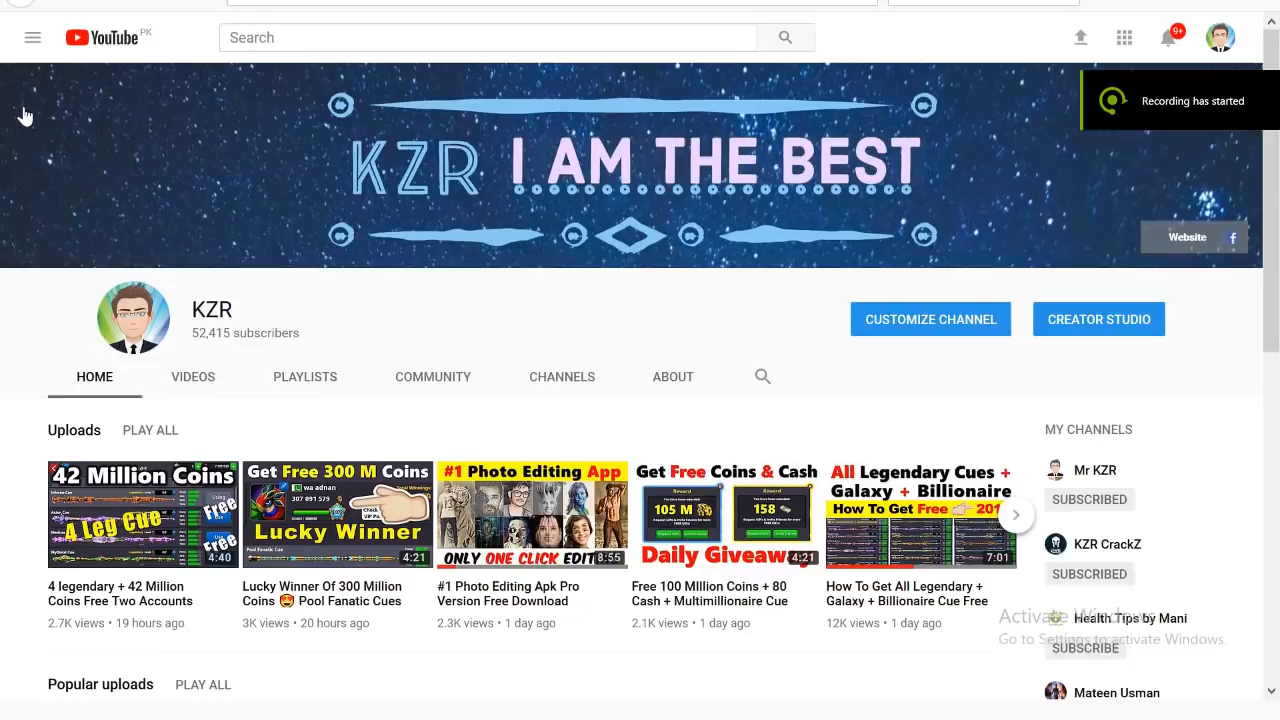 YouTube PK
Search
9+
Recording has started
KZR I AM THE BEST
Website
KZR
52,415 subscribers
CUSTOMIZE CHANNEL
CREATOR STUDIO
HOME
VIDEOS
PLAYLISTS
COMMUNITY
CHANNELS
ABOUT
Uploads
PLAY ALL
42 Million Coins
4 Leg Cue
Free
Free
4:40
Get Free 300 M Coins
wa adnan
307 091 579
Lucky Winner
4:21
#1 Photo Editing App
ONLY ONE CLICK EDIT
8:55
Get Free Coins & Cash
Reward
Reward
105 M
158
Daily Giveaway
4:21
All Legendary Cues +
Galaxy + Billionaire
How To Get Free
7:01
4 legendary + 42 Million
Coins Free Two Accounts
2.7K views • 19 hours ago
Lucky Winner Of 300 Million
Coins 😍 Pool Fanatic Cues
3K views • 20 hours ago
#1 Photo Editing Apk Pro
Version Free Download
2.3K views • 1 day ago
Free 100 MIllion Coins + 80
Cash + Multimillionaire Cue
2.1K views • 1 day ago
How To Get All Legendary +
Galaxy + Billionaire Cue Free
12K views • 1 day ago
MY CHANNELS
Mr KZR
SUBSCRIBED
KZR CrackZ
SUBSCRIBED
Health Tips by Mani
SUBSCRIBE
Mateen Usman
Activate Windows
Go to Settings to activate Windows.
Popular uploads
PLAY ALL